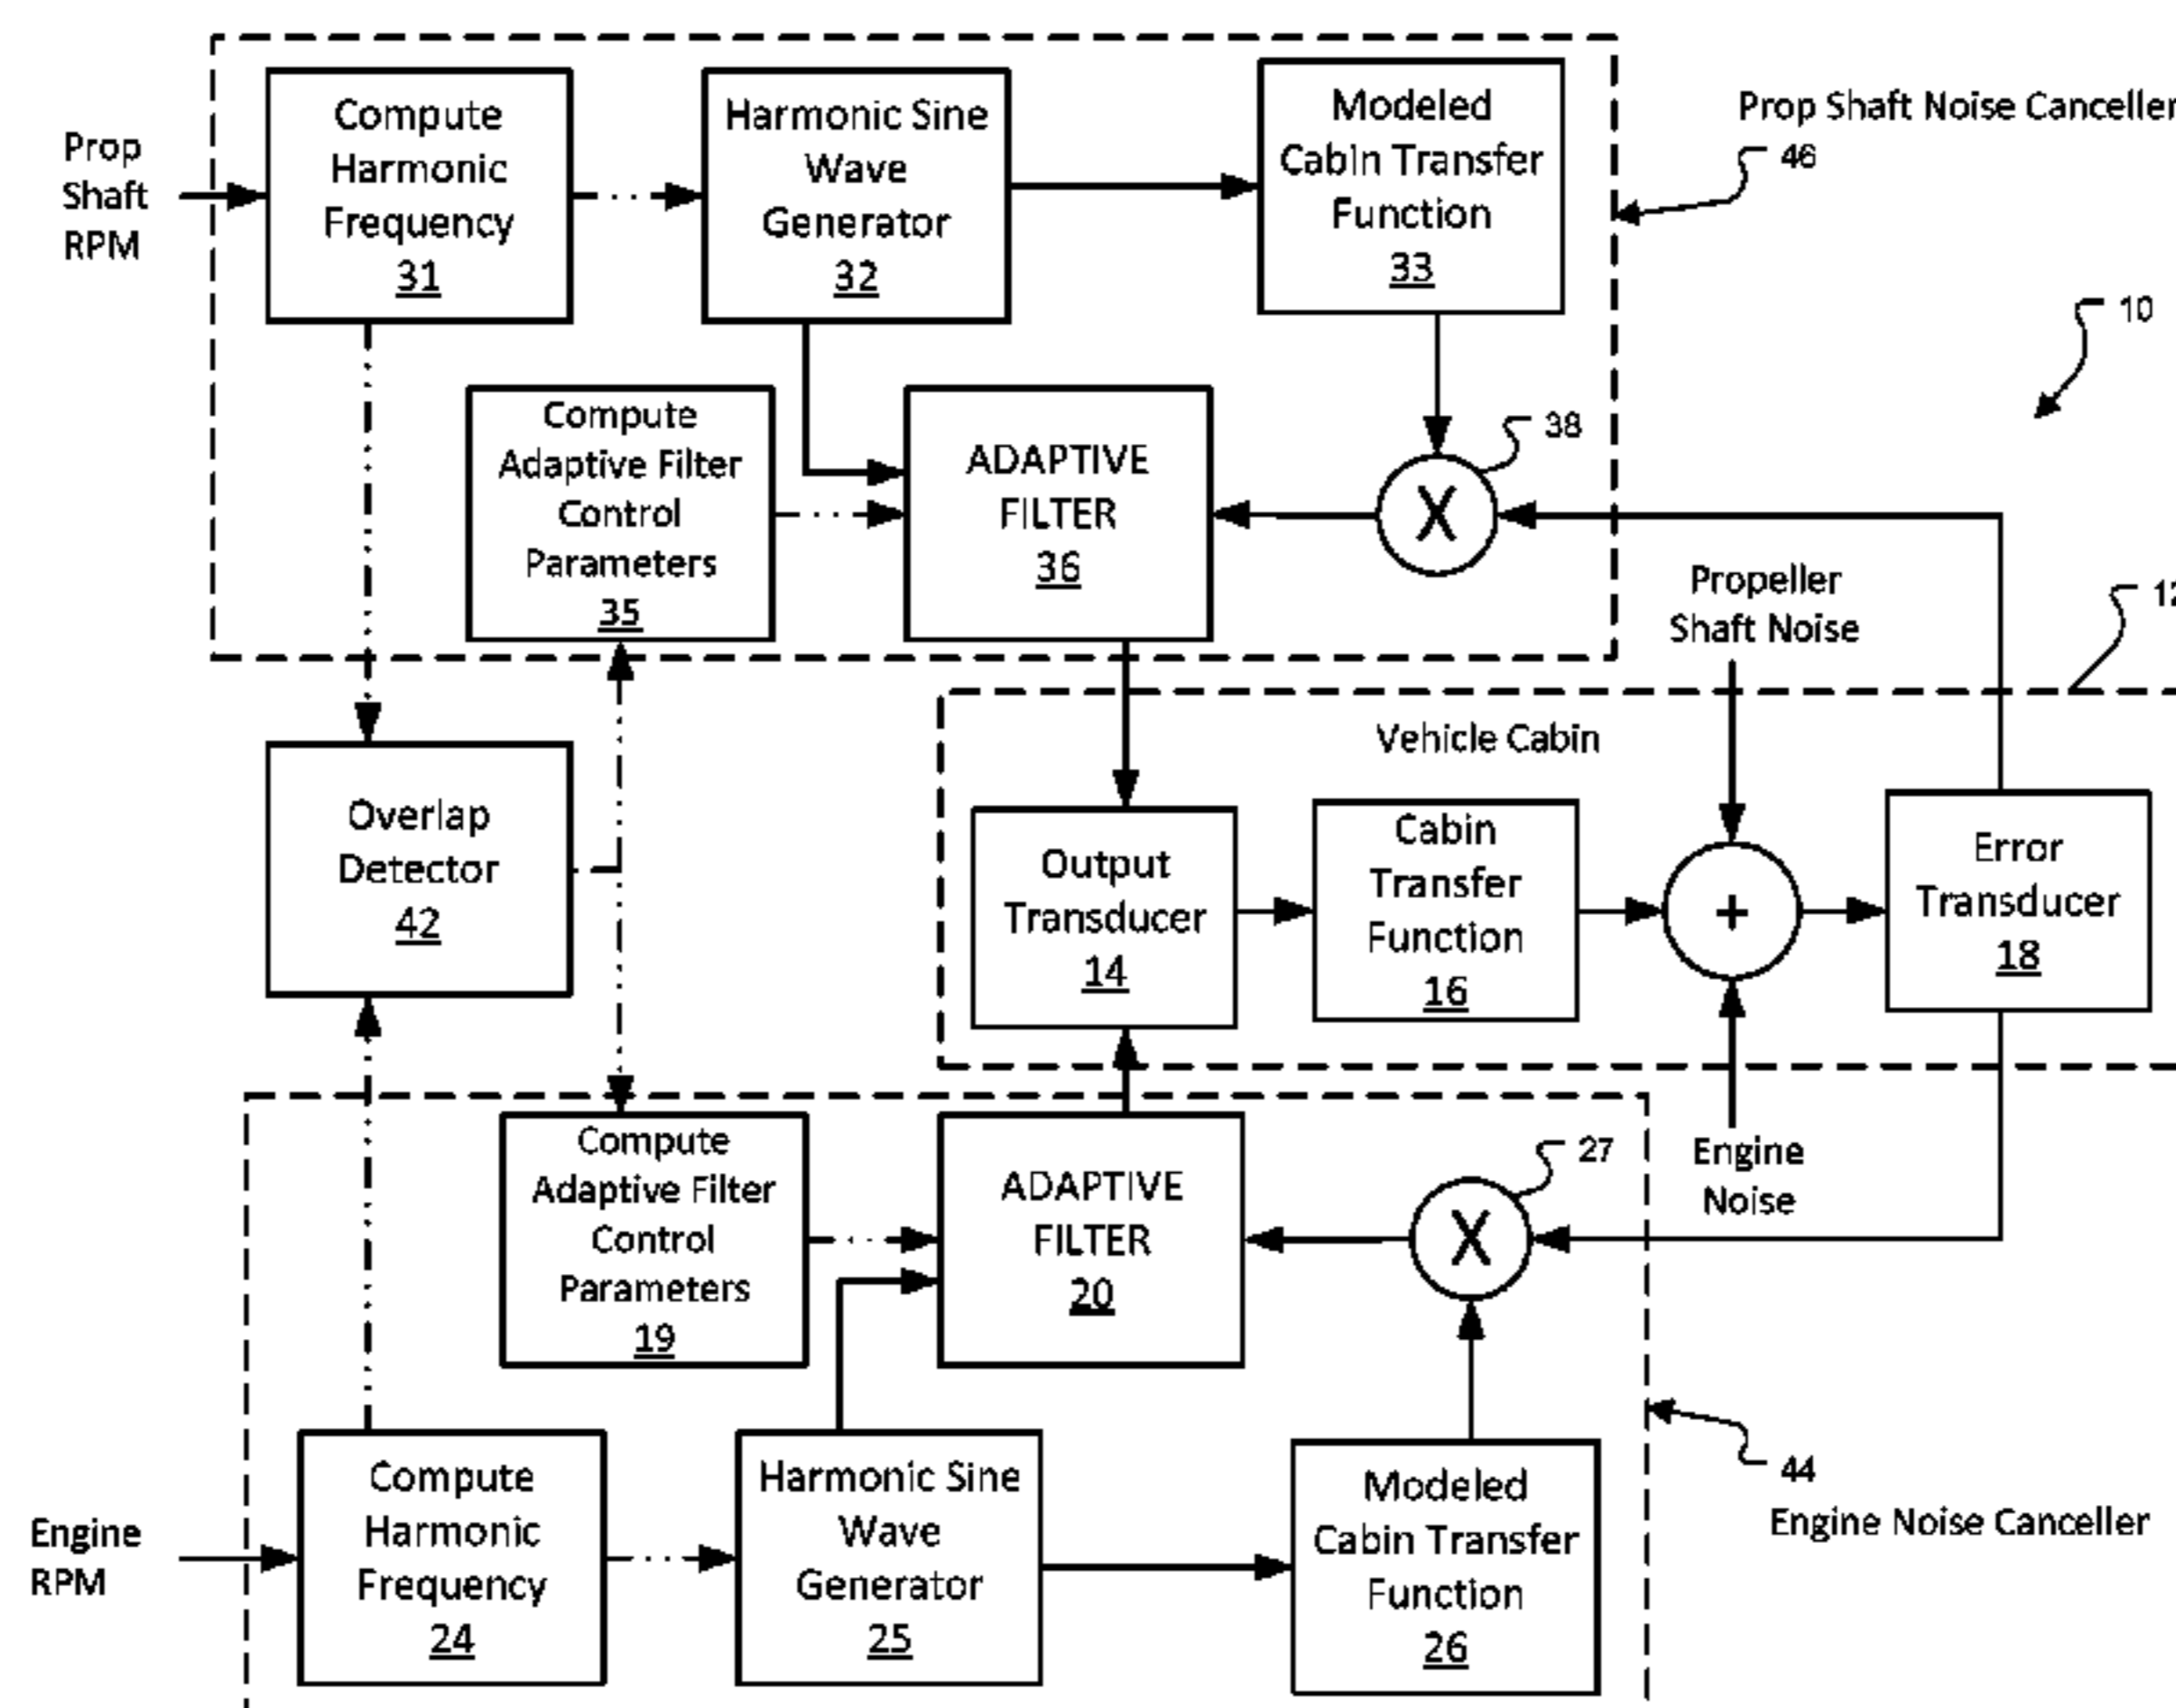 Prop
Shaft
RPM
Compute
Harmonic
Frequency
31
Harmonic Sine
Wave
Generator
32
Modeled
Cabin Transfer
Function
33
Prop Shaft Noise Canceller
46
10
Compute
Adaptive Filter
Control
Parameters
35
ADAPTIVE
FILTER
36
X
38
Propeller
Shaft Noise
12
Vehicle Cabin
Overlap
Detector
42
Output
Transducer
14
Cabin
Transfer
Function
16
+
Error
Transducer
18
Compute
Adaptive Filter
Control
Parameters
19
ADAPTIVE
FILTER
20
X
27
Engine
Noise
Engine
RPM
Compute
Harmonic
Frequency
24
Harmonic Sine
Wave
Generator
25
Modeled
Cabin Transfer
Function
26
44
Engine Noise Canceller